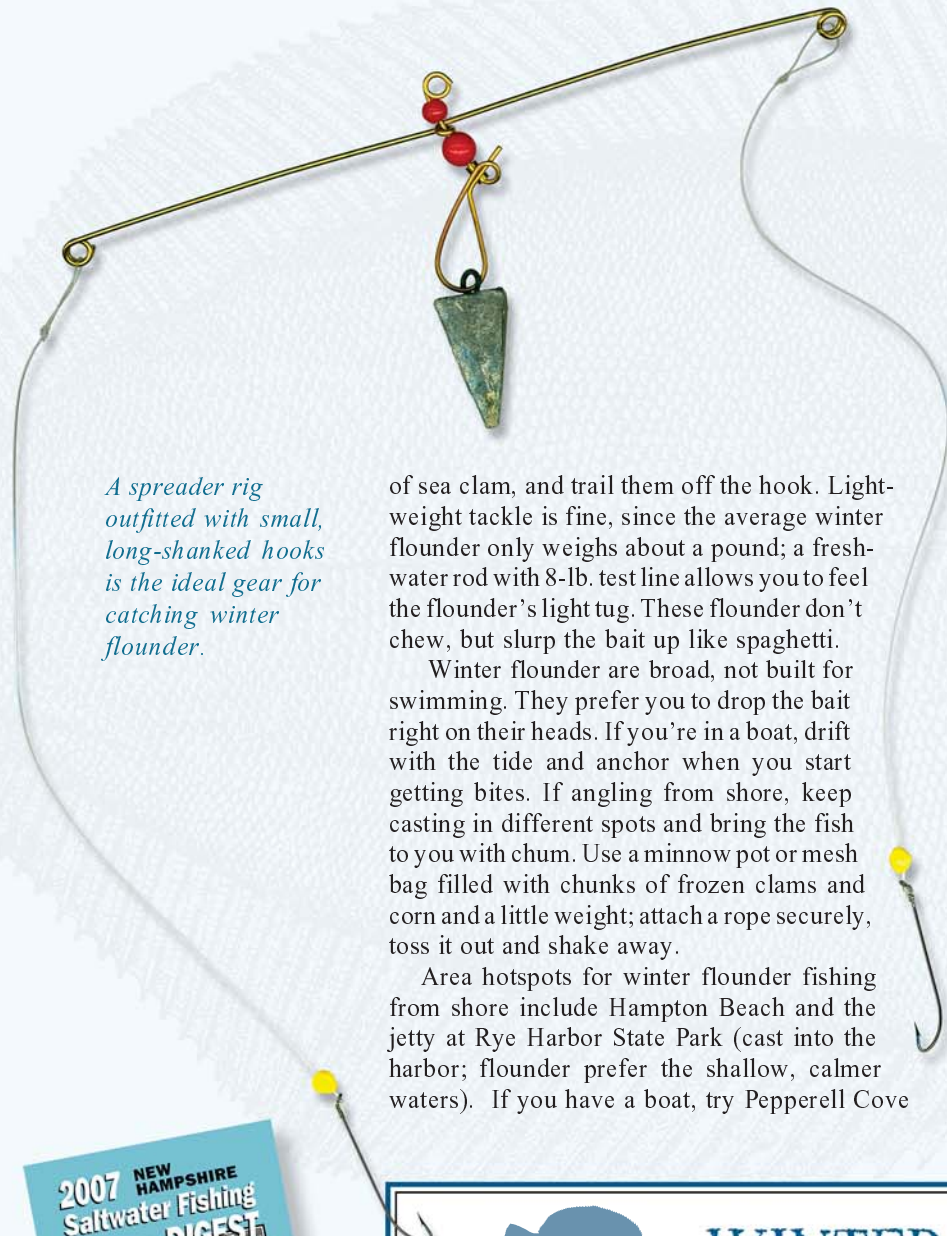 A spreader rig
outfitted with small,
long-shanked hooks
is the ideal gear for
catching winter
flounder.
of sea clam, and trail them off the hook. Light-
weight tackle is fine, since the average winter
flounder only weighs about a pound; a fresh-
water rod with 8-lb. test line allows you to feel
the flounder’s light tug. These flounder don’t
chew, but slurp the bait up like spaghetti.
Winter flounder are broad, not built for
swimming. They prefer you to drop the bait
right on their heads. If you’re in a boat, drift
with the tide and anchor when you start
getting bites. If angling from shore, keep
casting in different spots and bring the fish
to you with chum. Use a minnow pot or mesh
bag filled with chunks of frozen clams and
corn and a little weight; attach a rope securely,
toss it out and shake away.
Area hotspots for winter flounder fishing
from shore include Hampton Beach and the
jetty at Rye Harbor State Park (cast into the
harbor; flounder prefer the shallow, calmer
waters). If you have a boat, try Pepperell Cove
2007 NEW
HAMPSHIRE
Saltwater Fishing
DIGEST
WINTER